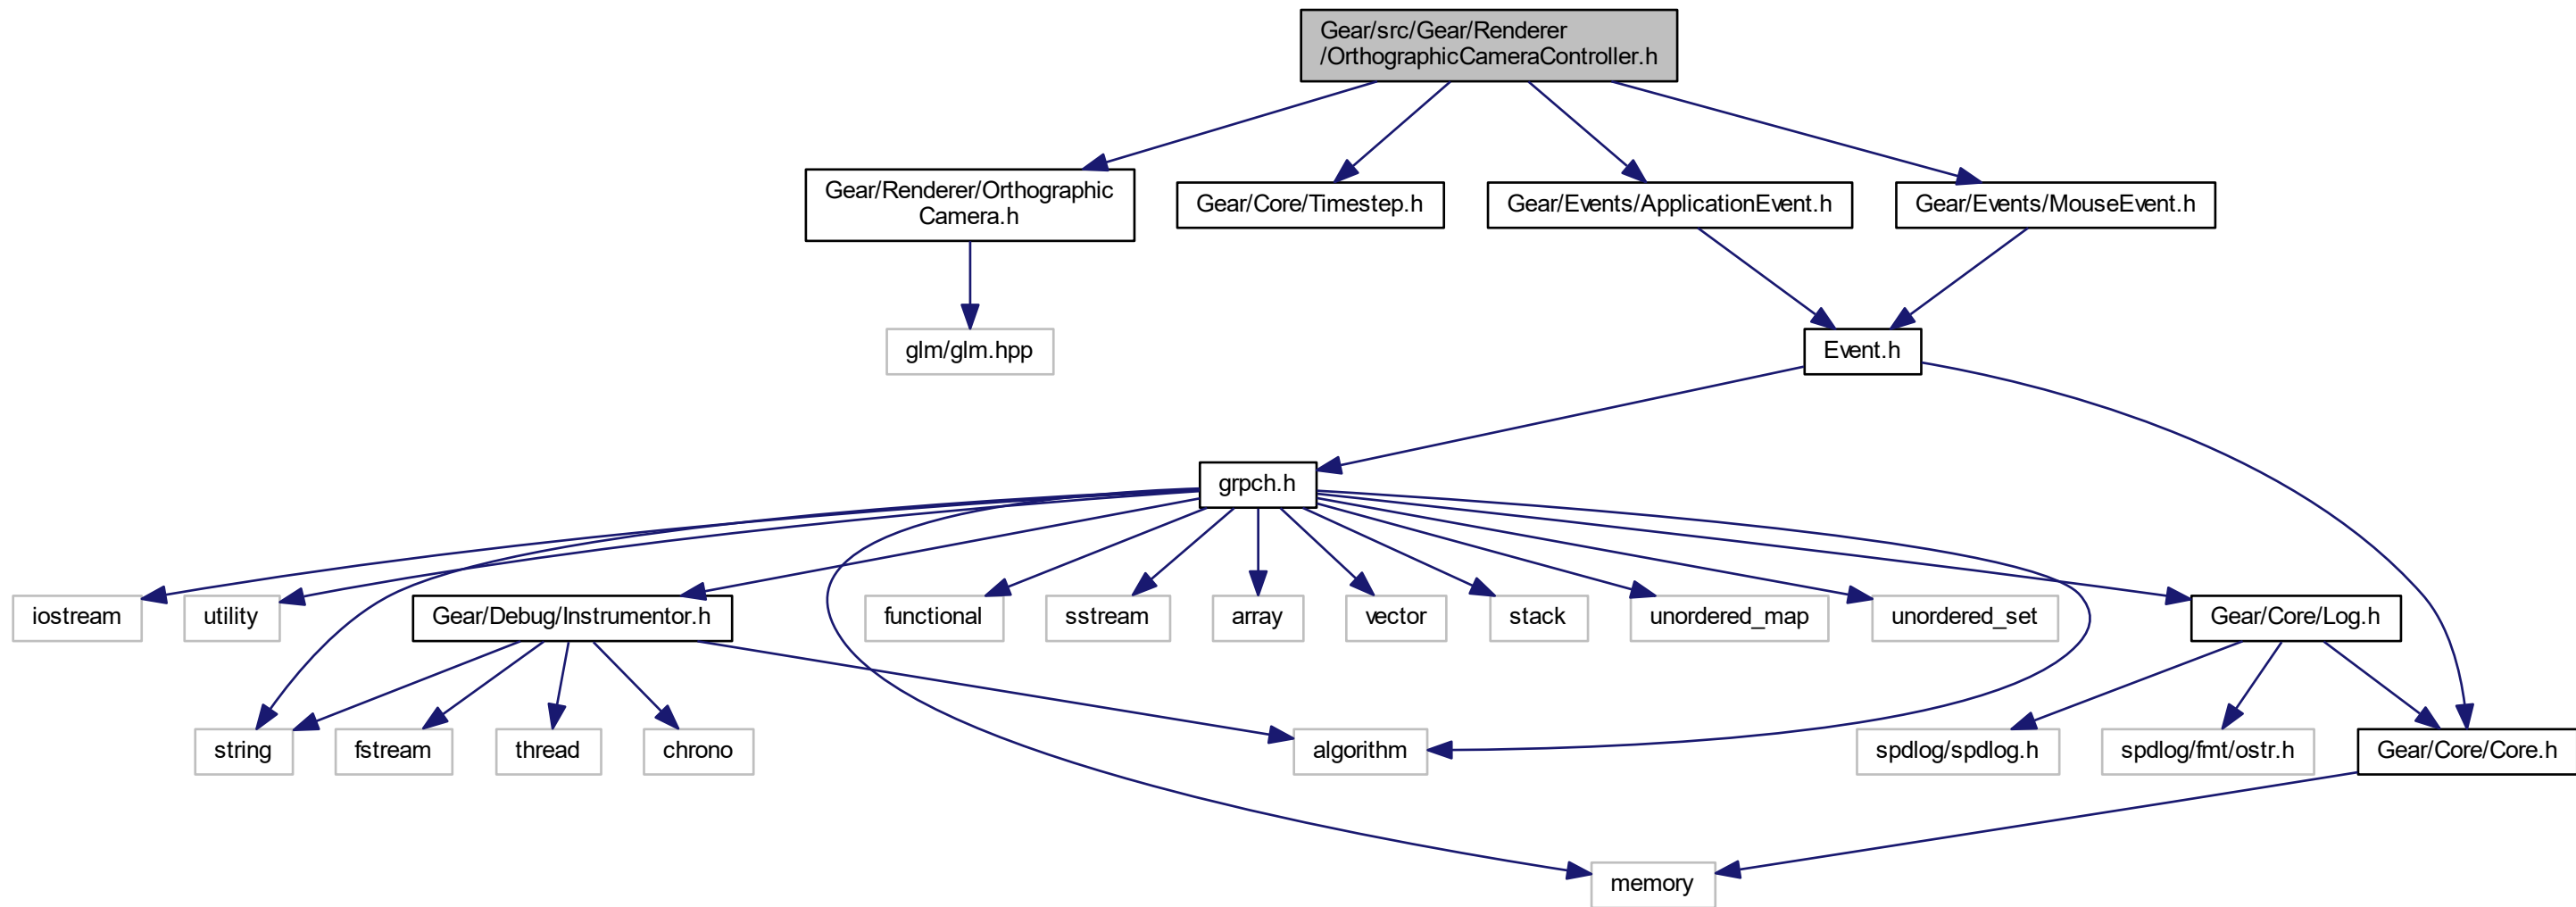 Gear/src/Gear/Renderer
/OrthographicCameraController.h
Gear/Renderer/Orthographic
Camera.h
Gear/Core/Timestep.h
Gear/Events/ApplicationEvent.h
Gear/Events/MouseEvent.h
glm/glm.hpp
Event.h
grpch.h
iostream
utility
Gear/Debug/Instrumentor.h
functional
sstream
array
vector
stack
unordered_map
unordered_set
Gear/Core/Log.h
string
fstream
thread
chrono
algorithm
spdlog/spdlog.h
spdlog/fmt/ostr.h
Gear/Core/Core.h
memory